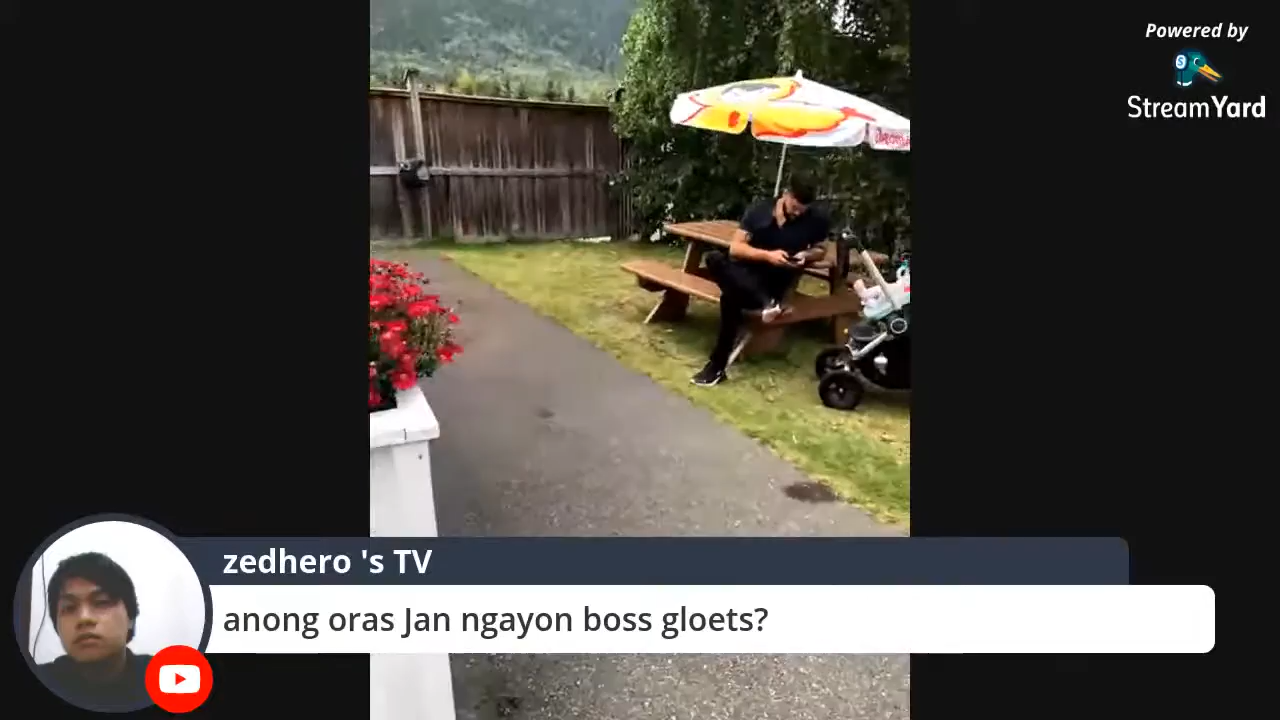 Powered by
StreamYard
zedhero 's TV
anong oras Jan ngayon boss gloets?